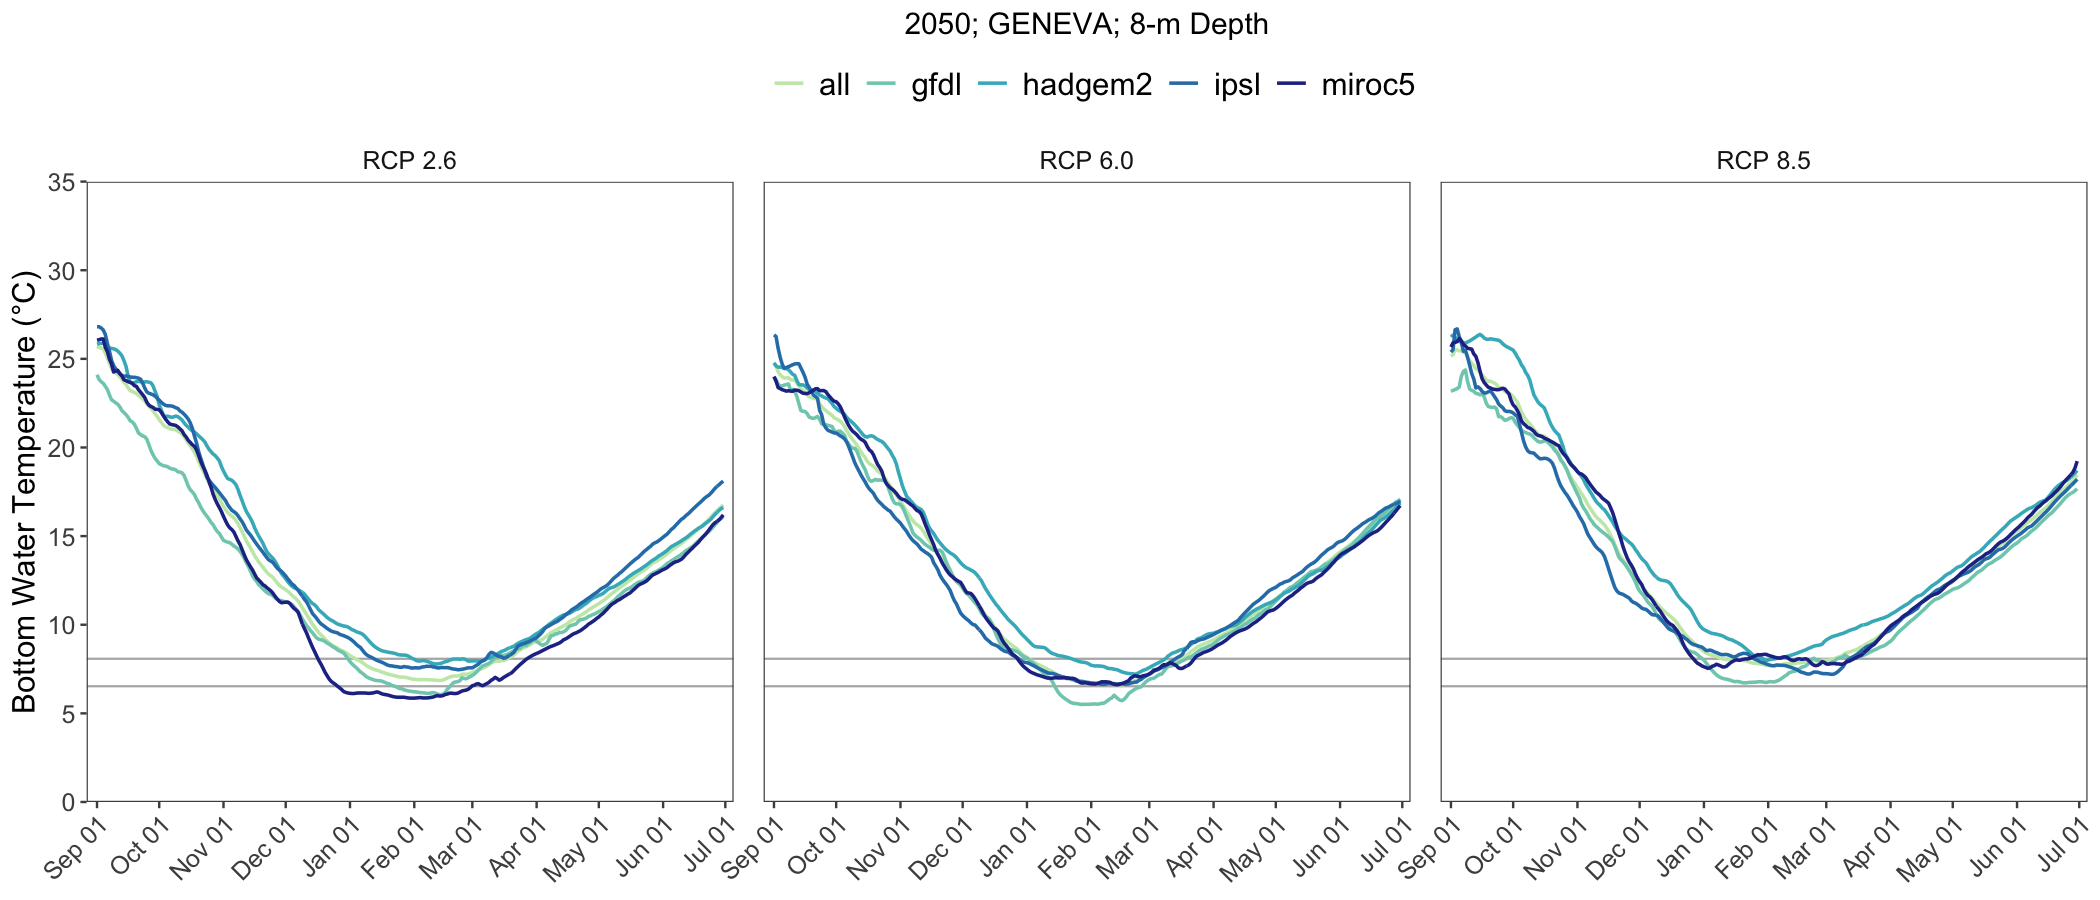 2050; GENEVA; 8-m Depth
all gfdl hadgem2 ipsl miroc5
RCP 2.6 RCP 6.0 RCP 8.5
Bottom Water Temperature (°C)
35
30
25
20
15
10
5
0
Sep 01 Oct 01 Nov 01 Dec 01 Jan 01 Feb 01 Mar 01 Apr 01 May 01 Jun 01 Jul 01 Sep 01 Oct 01 Nov 01 Dec 01 Jan 01 Feb 01 Mar 01 Apr 01 May 01 Jun 01 Jul 01 Sep 01 Oct 01 Nov 01 Dec 01 Jan 01 Feb 01 Mar 01 Apr 01 May 01 Jun 01 Jul 01